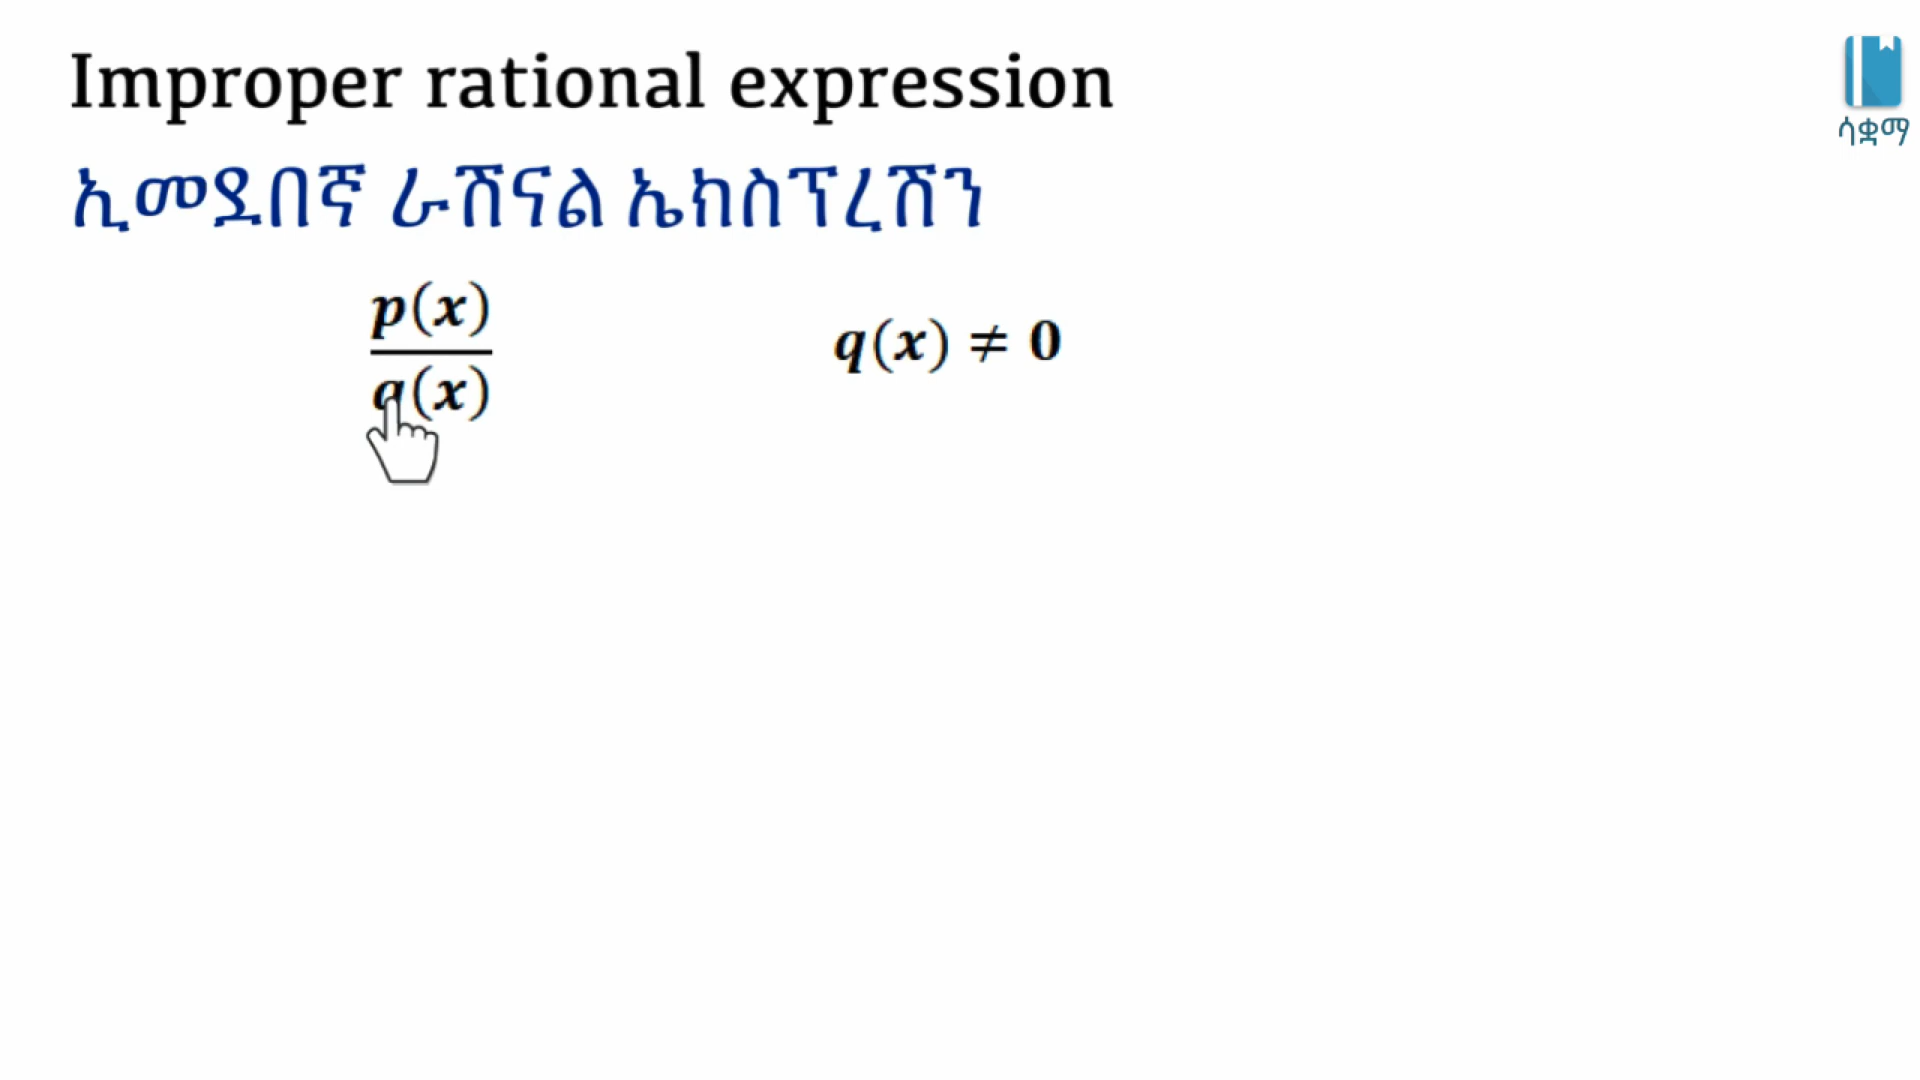 Improper rational expression
ሳቋማ
ኢመደበኛ ራሽናል ኤክስፕረሽን
p(x)
q(x)
q(x) ≠ 0